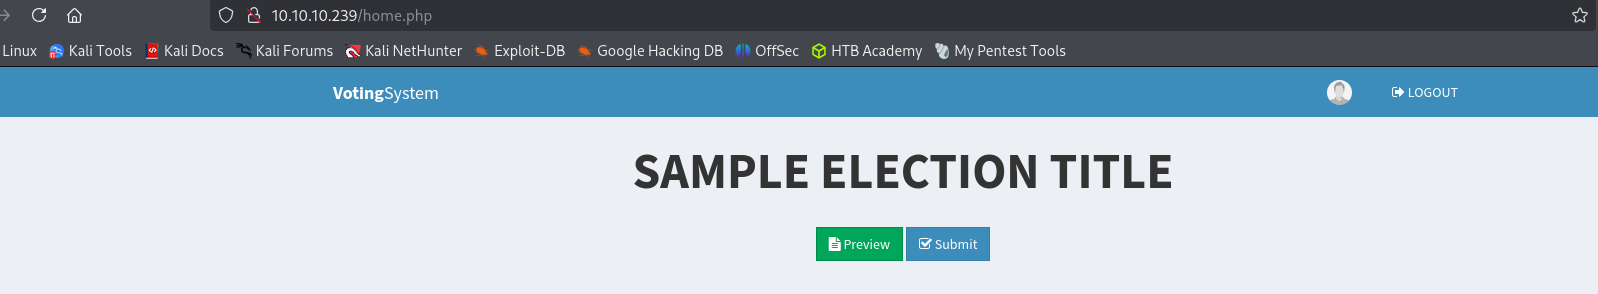 10.10.10.239/home.php
Linux Kali Tools Kali Docs Kali Forums Kali NetHunter Exploit-DB Google Hacking DB OffSec HTB Academy My Pentest Tools
VotingSystem LOGOUT
SAMPLE ELECTION TITLE
Preview Submit